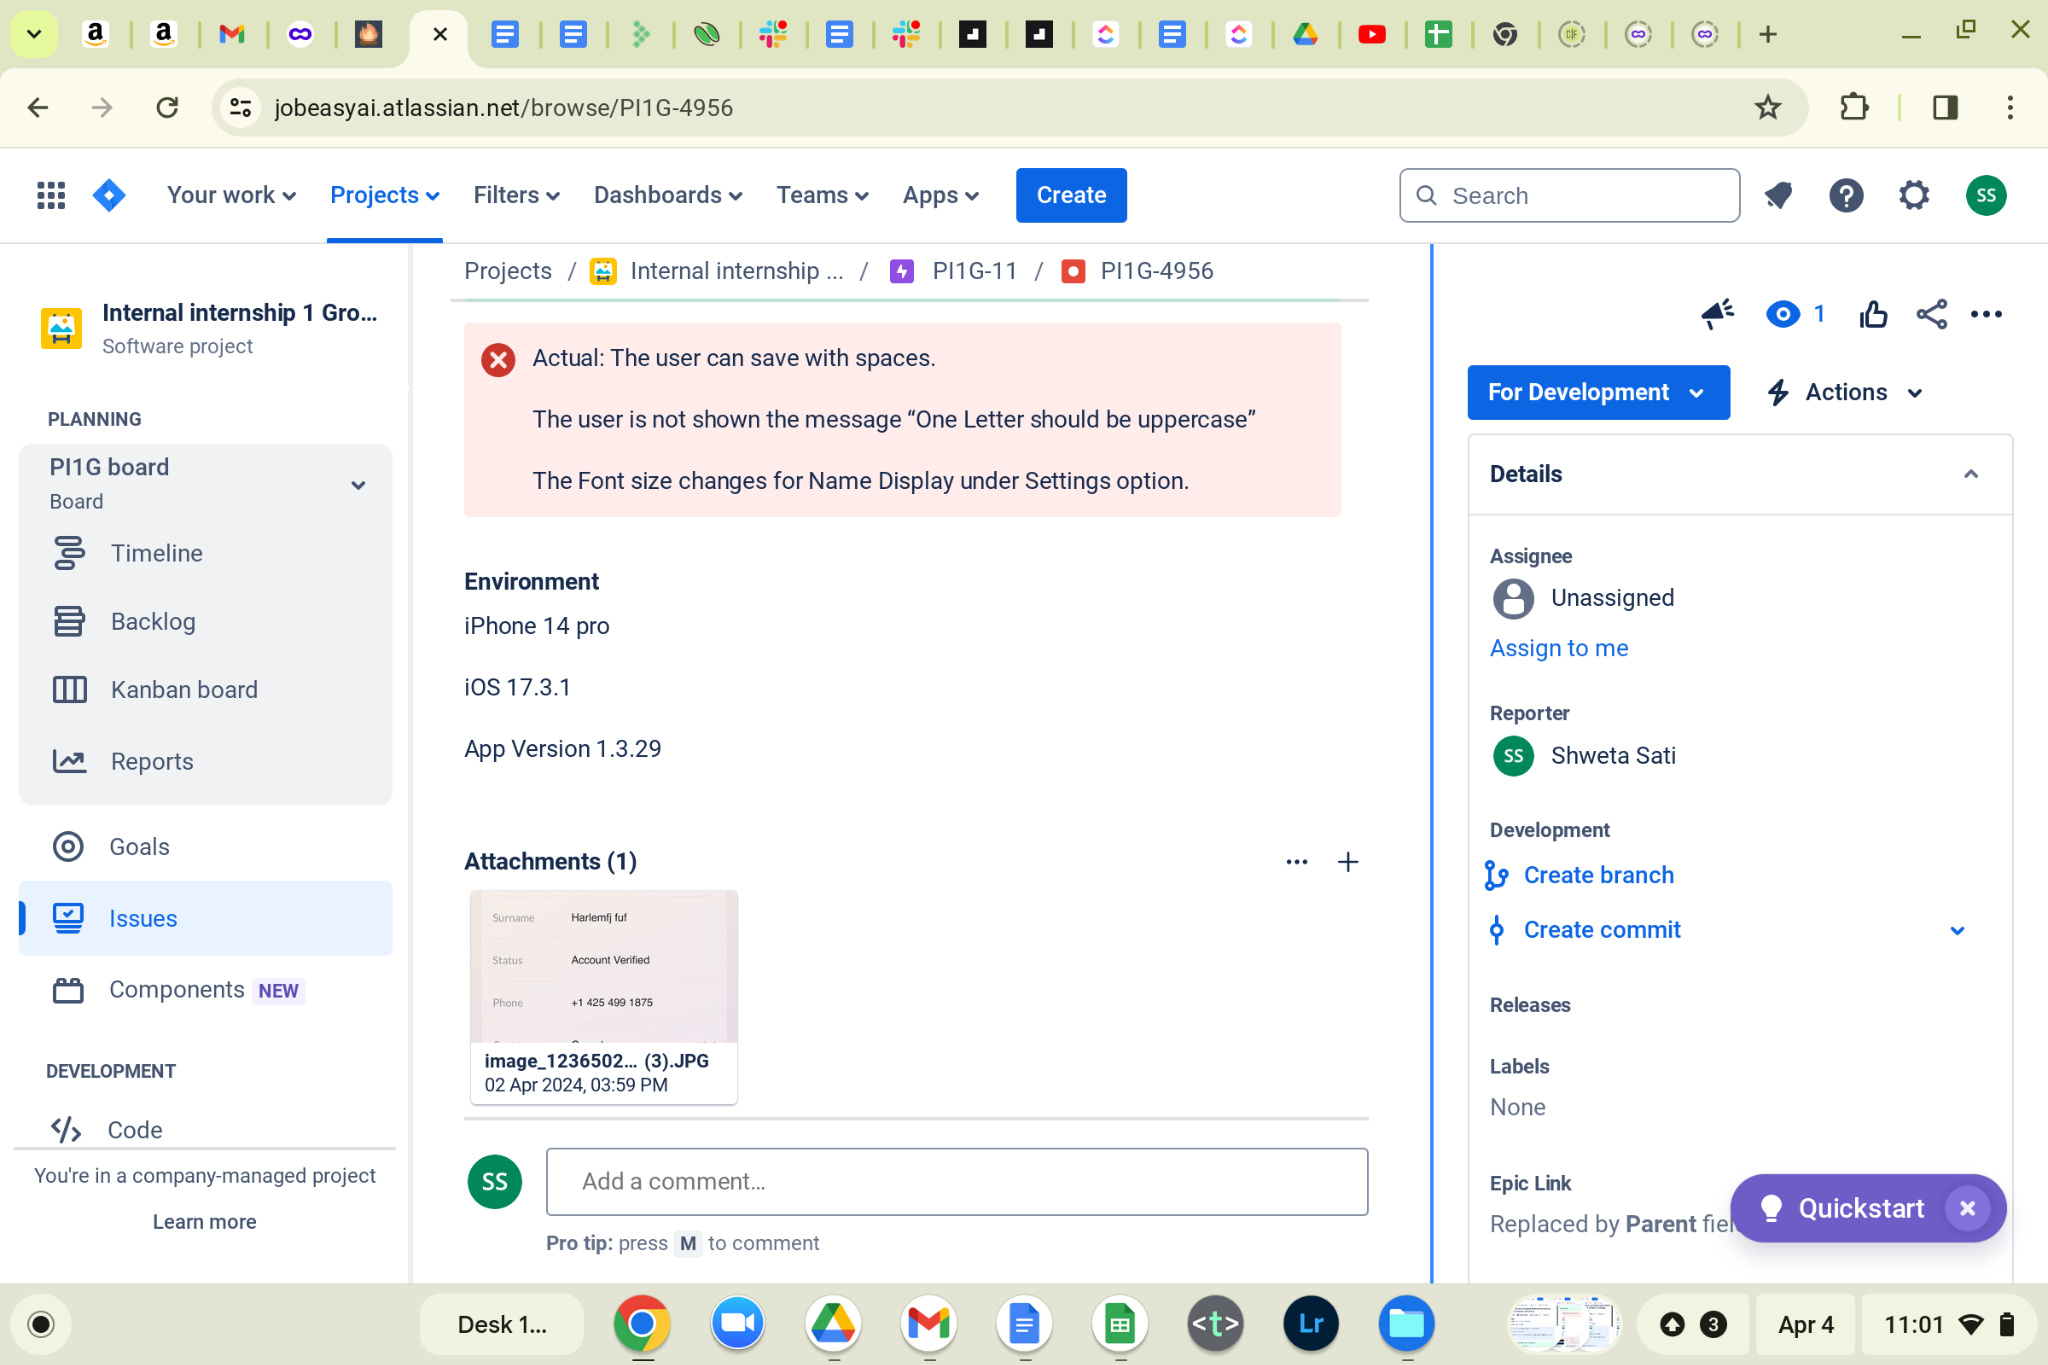 jobeasyai.atlassian.net/browse/PI1G-4956
Your work
Projects
Filters
Dashboards
Teams
Apps
Create
Search
SS
Internal internship 1 Gro...
Software project
PLANNING
PI1G board
Board
Timeline
Backlog
Kanban board
Reports
Goals
Issues
Components NEW
DEVELOPMENT
Code
You're in a company-managed project
Learn more
Projects / Internal internship ... / PI1G-11 / PI1G-4956
Actual: The user can save with spaces.
The user is not shown the message “One Letter should be uppercase”
The Font size changes for Name Display under Settings option.
Environment
iPhone 14 pro
iOS 17.3.1
App Version 1.3.29
Attachments (1)
Surname Harlemfj fuf
Status Account Verified
Phone +1 425 499 1875
image_1236502... (3).JPG
02 Apr 2024, 03:59 PM
SS
Add a comment...
Pro tip: press M to comment
1
For Development
Actions
Details
Assignee
Unassigned
Assign to me
Reporter
SS Shweta Sati
Development
Create branch
Create commit
Releases
Labels
None
Epic Link
Replaced by Parent
Quickstart
Desk 1...
<t>
Lr
3
Apr 4
11:01